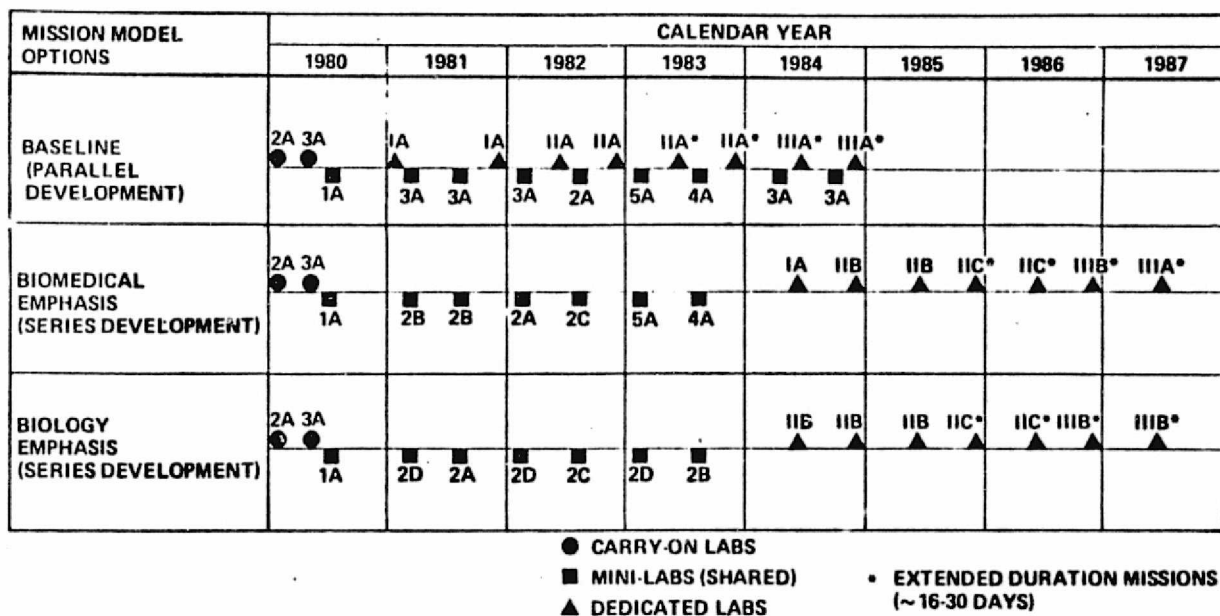 MISSION MODEL
OPTIONS
CALENDAR YEAR
1980 1981 1982 1983 1984 1985 1986 1987
BASELINE
(PARALLEL
DEVELOPMENT)
2A 3A IA IA IIA IIA IIA* IIA* IIIA* IIIA*
1A 3A 3A 3A 2A 5A 4A 3A 3A
BIOMEDICAL
EMPHASIS
(SERIES DEVELOPMENT)
2A 3A IA IIB IIB IIC* IIC* IIIB* IIIA*
1A 2B 2B 2A 2C 5A 4A
BIOLOGY
EMPHASIS
(SERIES DEVELOPMENT)
2A 3A IIB IIB IIB IIC* IIC* IIIB* IIIB*
1A 2D 2A 2D 2C 2D 2B
CARRY-ON LABS
MINI-LABS (SHARED)
DEDICATED LABS
* EXTENDED DURATION MISSIONS
(~ 16-30 DAYS)